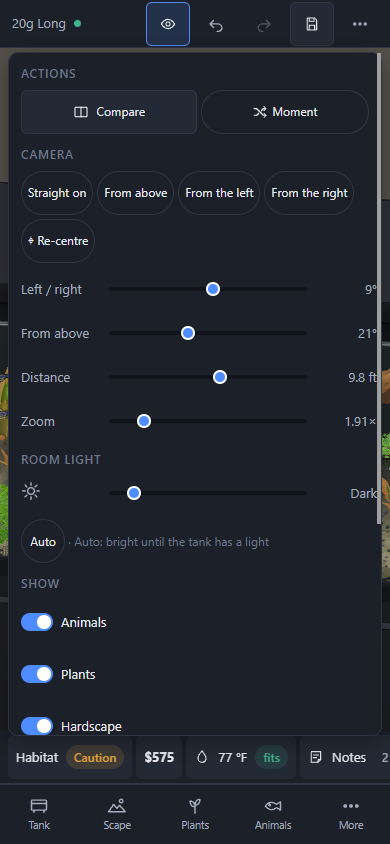 20g Long
ACTIONS
Compare
Moment
CAMERA
Straight on
From above
From the left
From the right
Re-centre
Left / right
9°
From above
21°
Distance
9.8 ft
Zoom
1.91×
ROOM LIGHT
Dark
Auto
· Auto: bright until the tank has a light
SHOW
Animals
Plants
Hardscape
Habitat
Caution
$575
77 °F
fits
Notes
2
Tank
Scape
Plants
Animals
More